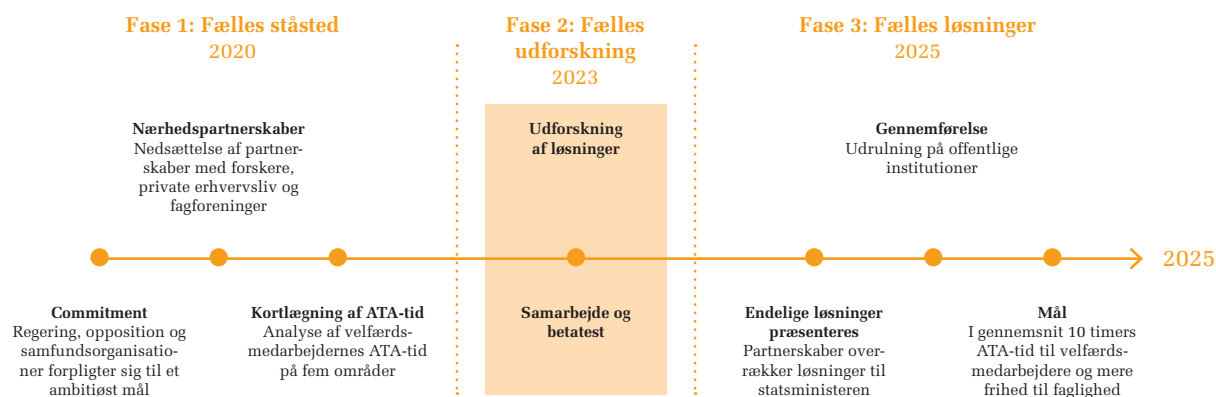 Fase 1: Fælles ståsted
2020
Fase 2: Fælles
udforskning
2023
Fase 3: Fælles løsninger
2025
Nærhedspartnerskaber
Nedsættelse af partner-
skaber med forskere,
private erhvervsliv og
fagforeninger
Udforskning
af løsninger
Gennemførelse
Udrulning på offentlige
institutioner
2025
Commitment
Regering, opposition og
samfundsorganisatio-
ner forpligter sig til et
ambitiøst mål
Kortlægning af ATA-tid
Analyse af velfærds-
medarbejdernes ATA-tid
på fem områder
Samarbejde og
betatest
Endelige løsninger
præsenteres
Partnerskaber over-
rækker løsninger til
statsministeren
Mål
I gennemsnit 10 timers
ATA-tid til velfærds-
medarbejdere og mere
frihed til faglighed